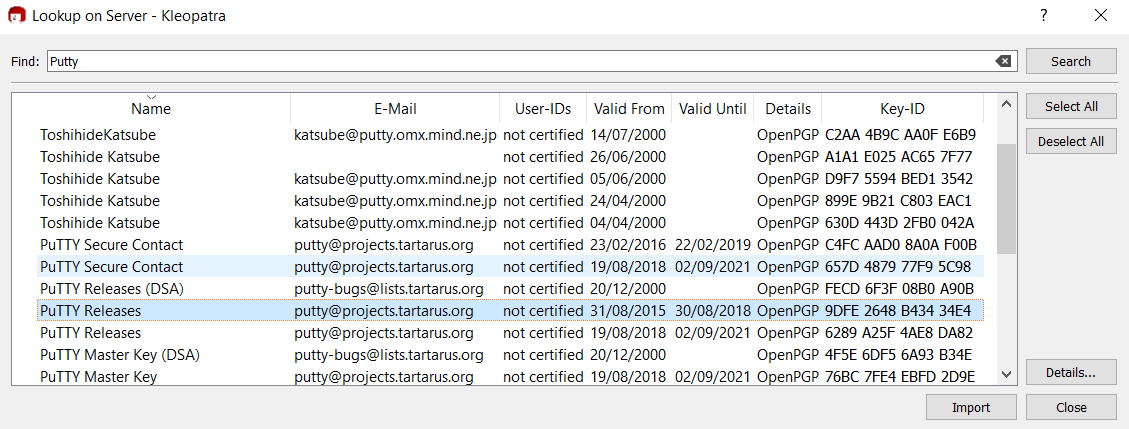 Lookup on Server - Kleopatra
Find: Putty Search
Name E-Mail User-IDs Valid From Valid Until Details Key-ID Select All
ToshihideKatsube katsube@putty.omx.mind.ne.jp not certified 14/07/2000 OpenPGP C2AA 4B9C AA0F E6B9 Deselect All
Toshihide Katsube not certified 26/06/2000 OpenPGP A1A1 E025 AC65 7F77
Toshihide Katsube katsube@putty.omx.mind.ne.jp not certified 05/06/2000 OpenPGP D9F7 5594 BED1 3542
Toshihide Katsube katsube@putty.omx.mind.ne.jp not certified 24/04/2000 OpenPGP 899E 9B21 C803 EAC1
Toshihide Katsube katsube@putty.omx.mind.ne.jp not certified 04/04/2000 OpenPGP 630D 443D 2FB0 042A
PuTTY Secure Contact putty@projects.tartarus.org not certified 23/02/2016 22/02/2019 OpenPGP C4FC AAD0 8A0A F00B
PuTTY Secure Contact putty@projects.tartarus.org not certified 19/08/2018 02/09/2021 OpenPGP 657D 4879 77F9 5C98
PuTTY Releases (DSA) putty-bugs@lists.tartarus.org not certified 20/12/2000 OpenPGP FECD 6F3F 08B0 A90B
PuTTY Releases putty@projects.tartarus.org not certified 31/08/2015 30/08/2018 OpenPGP 9DFE 2648 B434 34E4
PuTTY Releases putty@projects.tartarus.org not certified 19/08/2018 02/09/2021 OpenPGP 6289 A25F 4AE8 DA82
PuTTY Master Key (DSA) putty-bugs@lists.tartarus.org not certified 20/12/2000 OpenPGP 4F5E 6DF5 6A93 B34E
PuTTY Master Key putty@projects.tartarus.org not certified 19/08/2018 02/09/2021 OpenPGP 76BC 7FE4 EBFD 2D9E Details...
Import Close